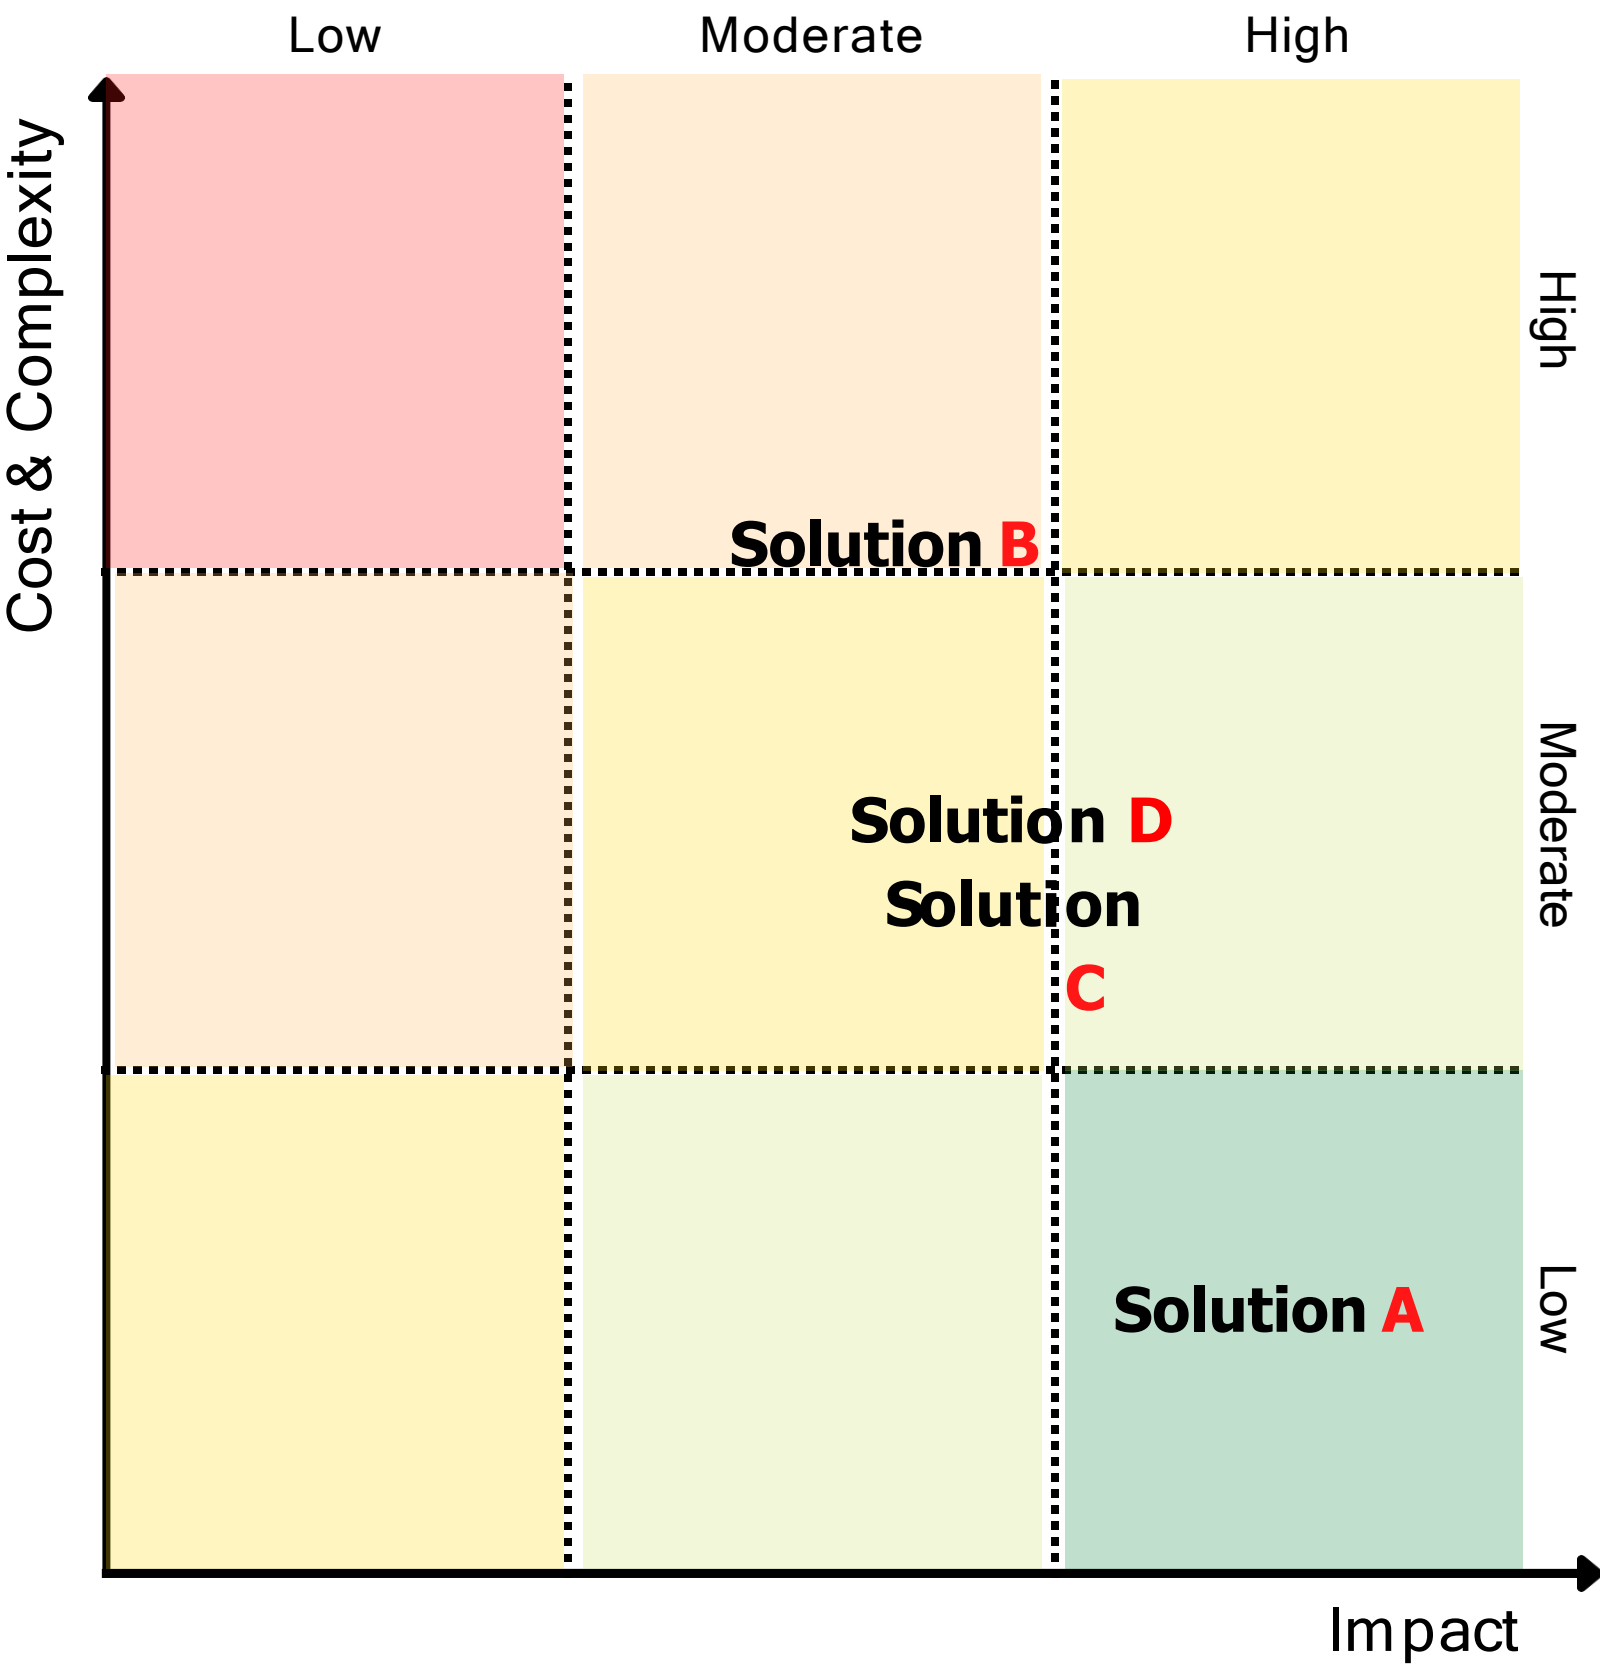 Low Moderate High
Cost & Complexity
High
Solution B
Moderate
Solution D
Solution
C
Low
Solution A
Impact